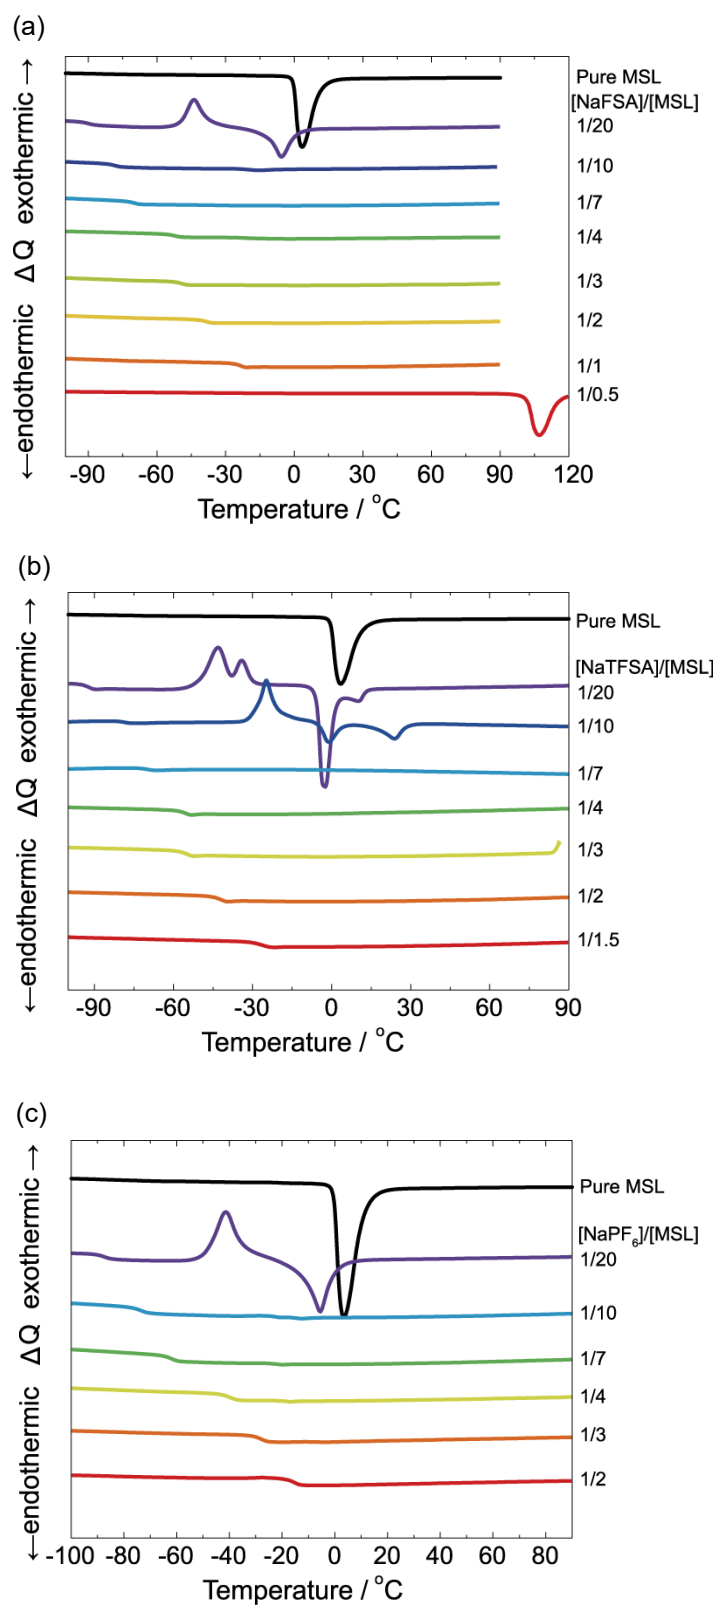 (a)
←endothermic ΔQ exothermic→
Pure MSL
[NaFSA]/[MSL]
1/20
1/10
1/7
1/4
1/3
1/2
1/1
1/0.5
-90 -60 -30 0 30 60 90 120
Temperature / °C
(b)
←endothermic ΔQ exothermic→
Pure MSL
[NaTFSA]/[MSL]
1/20
1/10
1/7
1/4
1/3
1/2
1/1.5
-90 -60 -30 0 30 60 90
Temperature / °C
(c)
←endothermic ΔQ exothermic→
Pure MSL
[NaPF₆]/[MSL]
1/20
1/10
1/7
1/4
1/3
1/2
-100 -80 -60 -40 -20 0 20 40 60 80
Temperature / °C